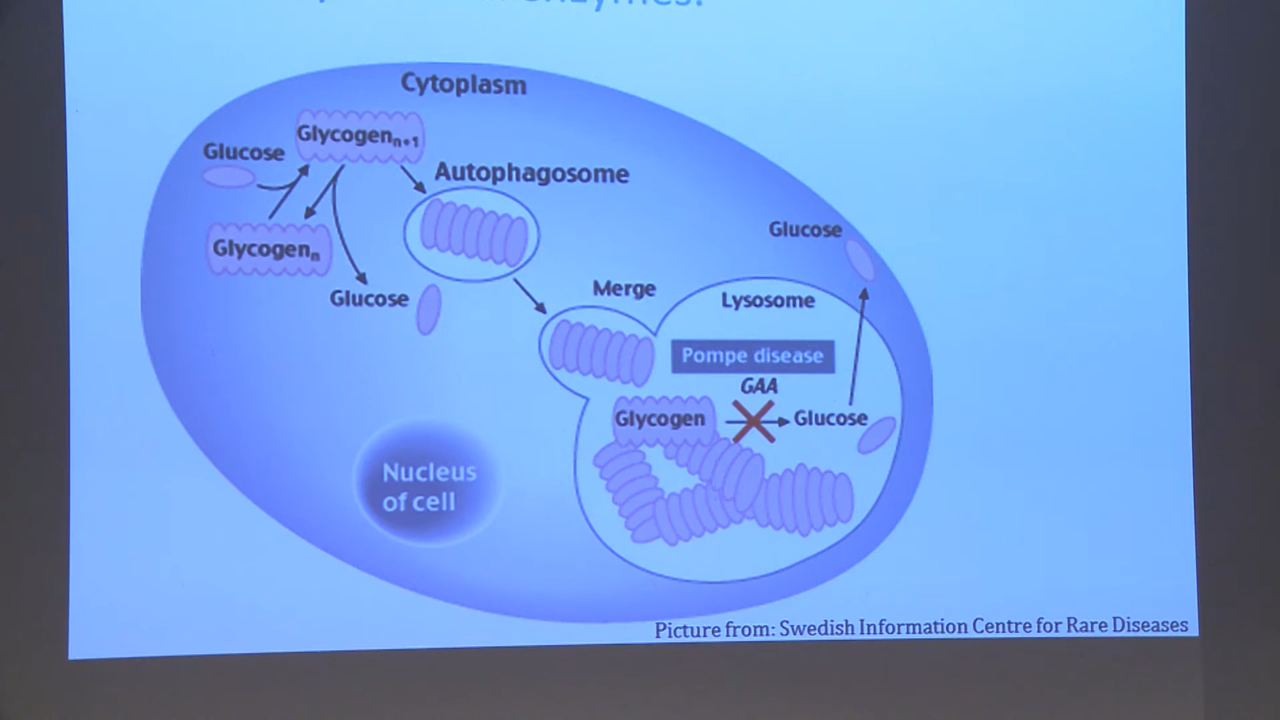 enzymes.
Cytoplasm
Glycogenₙ₊₁
Glucose
Autophagosome
Glycogenₙ
Glucose
Glucose
Merge
Lysosome
Pompe disease
GAA
Glycogen
Glucose
Nucleus
of cell
Picture from: Swedish Information Centre for Rare Diseases